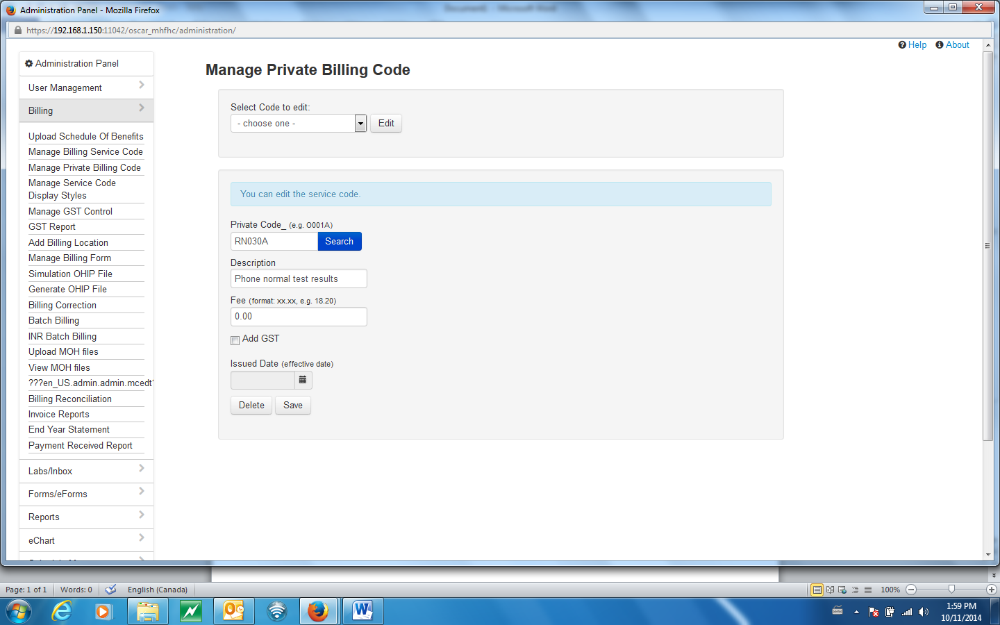 Administration Panel - Mozilla Firefox
https://192.168.1.150:11042/oscar_mhfhc/administration/
Help About
Administration Panel
User Management
Billing
Upload Schedule Of Benefits
Manage Billing Service Code
Manage Private Billing Code
Manage Service Code
Display Styles
Manage GST Control
GST Report
Add Billing Location
Manage Billing Form
Simulation OHIP File
Generate OHIP File
Billing Correction
Batch Billing
INR Batch Billing
Upload MOH files
View MOH files
???en_US.admin.admin.mcedt?
Billing Reconciliation
Invoice Reports
End Year Statement
Payment Received Report
Labs/Inbox
Forms/eForms
Reports
eChart
Manage Private Billing Code
Select Code to edit:
- choose one - Edit
You can edit the service code.
Private Code_ (e.g. O001A)
RN030A Search
Description
Phone normal test results
Fee (format: xx.xx, e.g. 18.20)
0.00
Add GST
Issued Date (effective date)
Delete Save
Page: 1 of 1 Words: 0 English (Canada) 100%
1:59 PM
10/11/2014